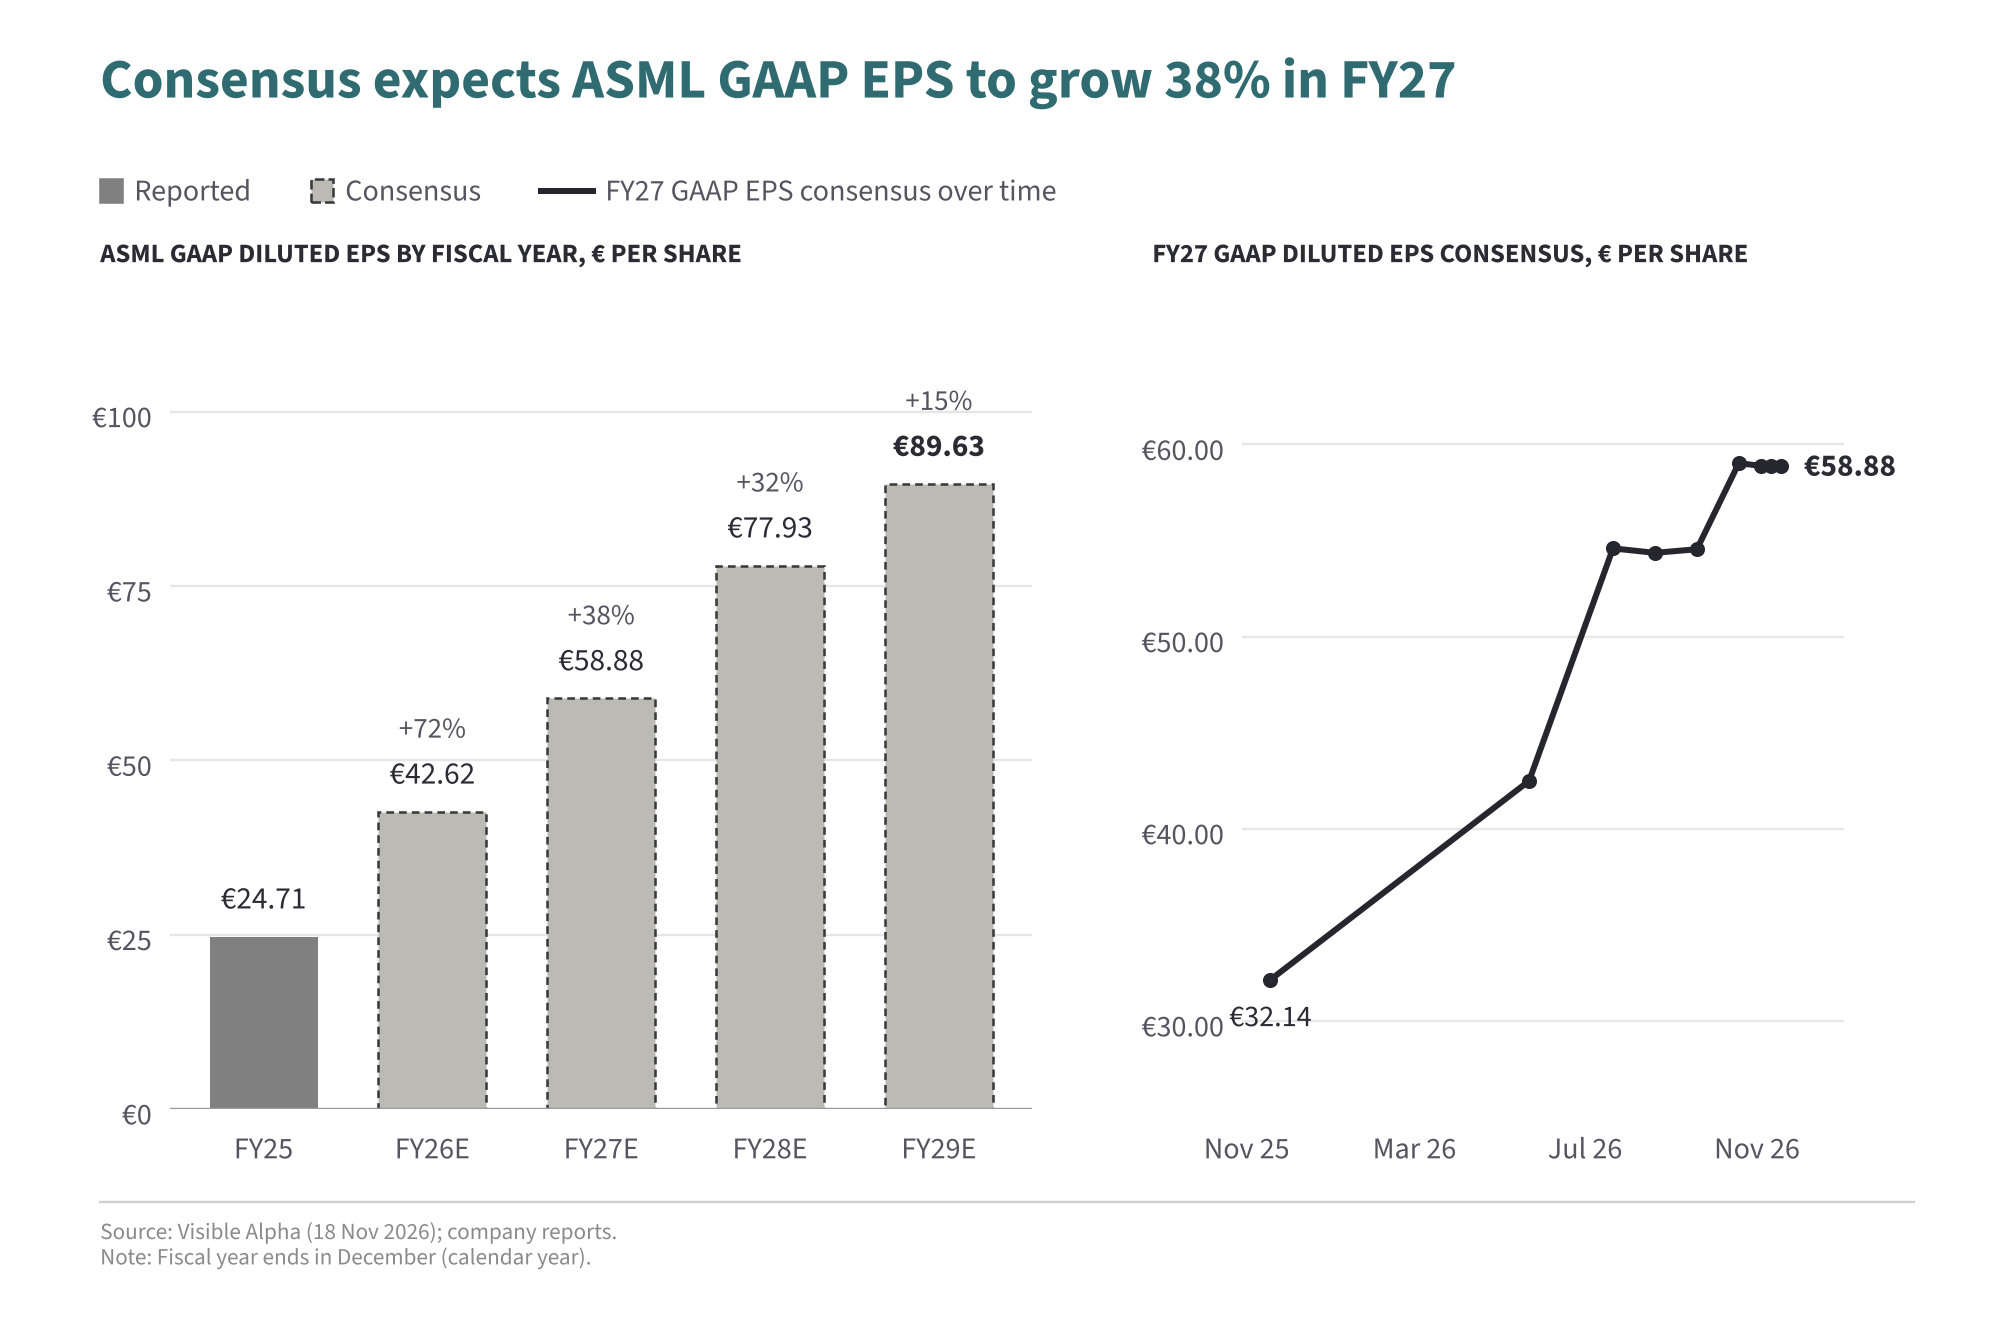 Consensus expects ASML GAAP EPS to grow 38% in FY27
Reported
Consensus
FY27 GAAP EPS consensus over time
ASML GAAP DILUTED EPS BY FISCAL YEAR, € PER SHARE
€100
€75
€50
€25
€0
€24.71
+72%
€42.62
+38%
€58.88
+32%
€77.93
+15%
€89.63
FY25
FY26E
FY27E
FY28E
FY29E
FY27 GAAP DILUTED EPS CONSENSUS, € PER SHARE
€60.00
€50.00
€40.00
€30.00
€32.14
€58.88
Nov 25
Mar 26
Jul 26
Nov 26
Source: Visible Alpha (18 Nov 2026); company reports.
Note: Fiscal year ends in December (calendar year).